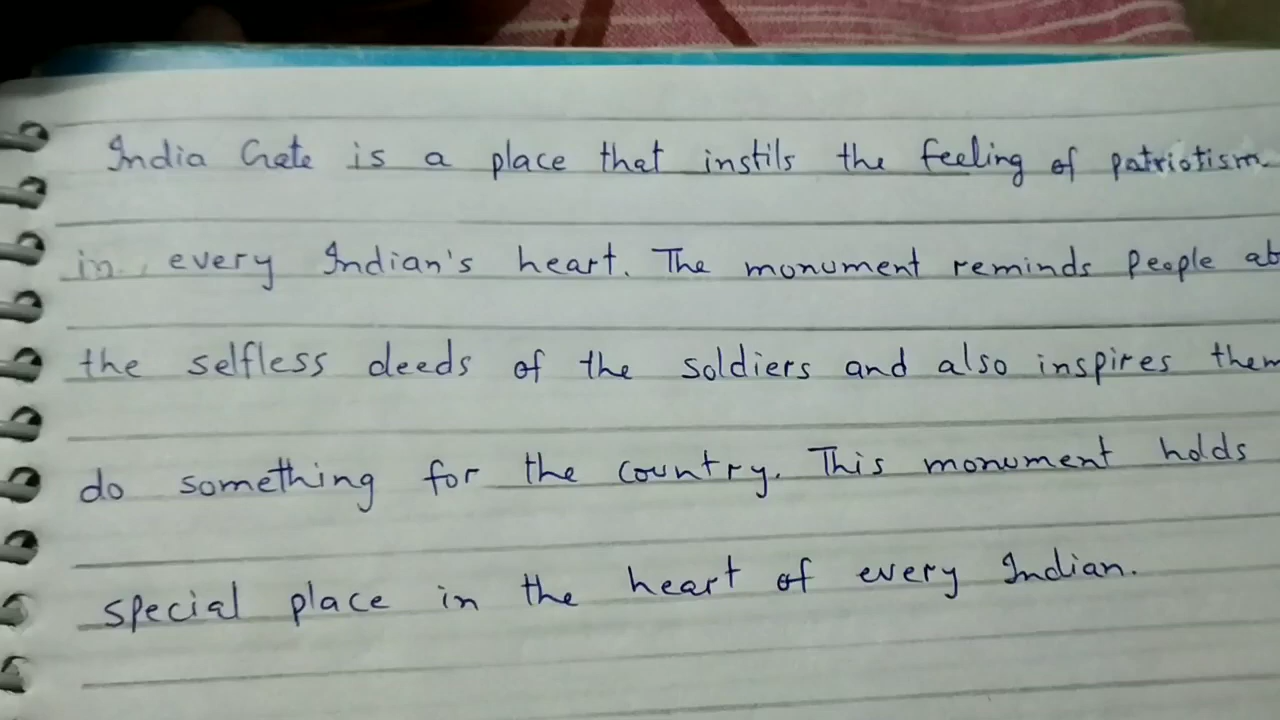 India Gate is a place that instils the feeling of patriotism
in every Indian's heart. The monument reminds people ab
the selfless deeds of the soldiers and also inspires them
do something for the country. This monument holds
special place in the heart of every Indian.